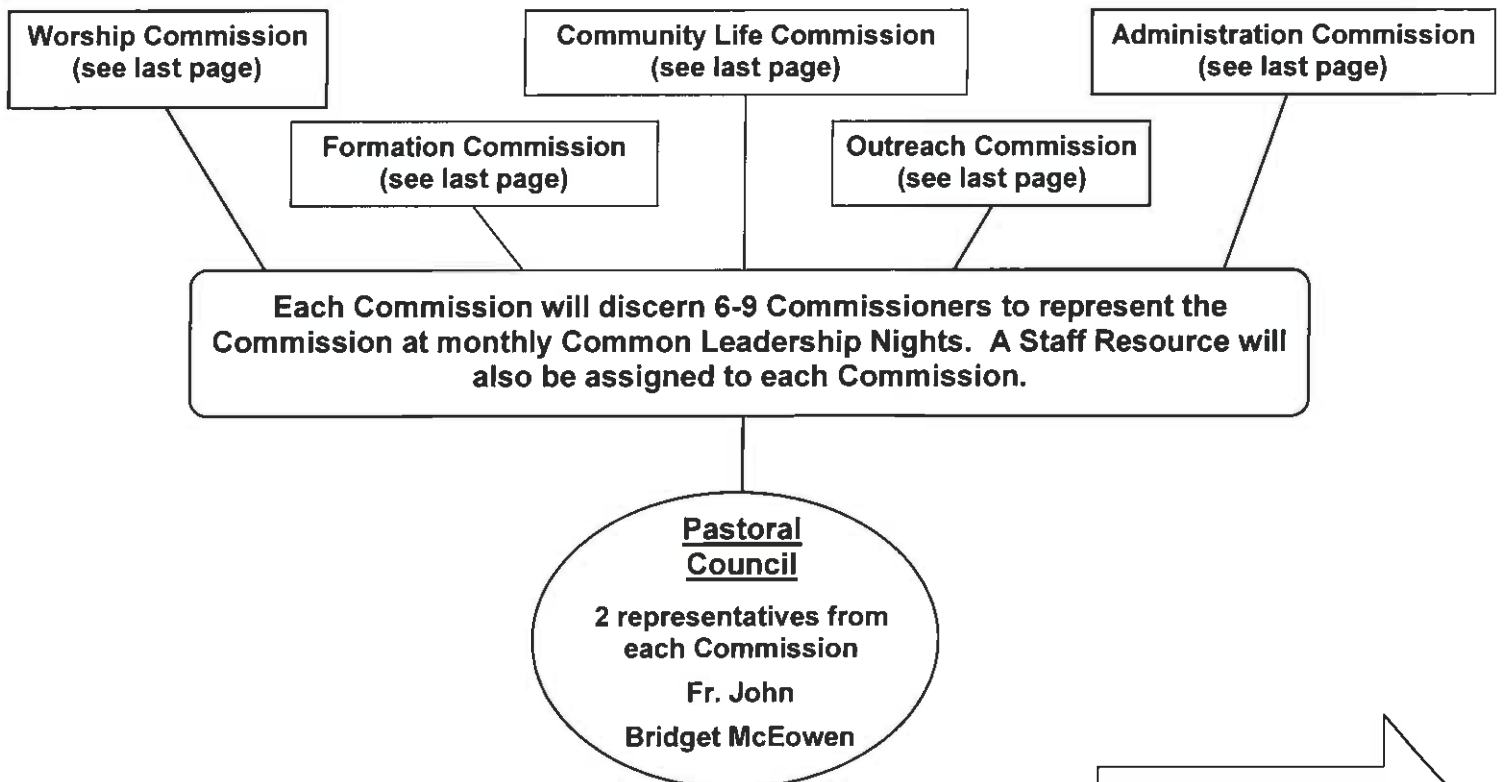 Worship Commission
(see last page)
Community Life Commission
(see last page)
Administration Commission
(see last page)
Formation Commission
(see last page)
Outreach Commission
(see last page)
Each Commission will discern 6-9 Commissioners to represent the
Commission at monthly Common Leadership Nights.  A Staff Resource will
also be assigned to each Commission.
Pastoral
Council
2 representatives from
each Commission
Fr. John
Bridget McEowen